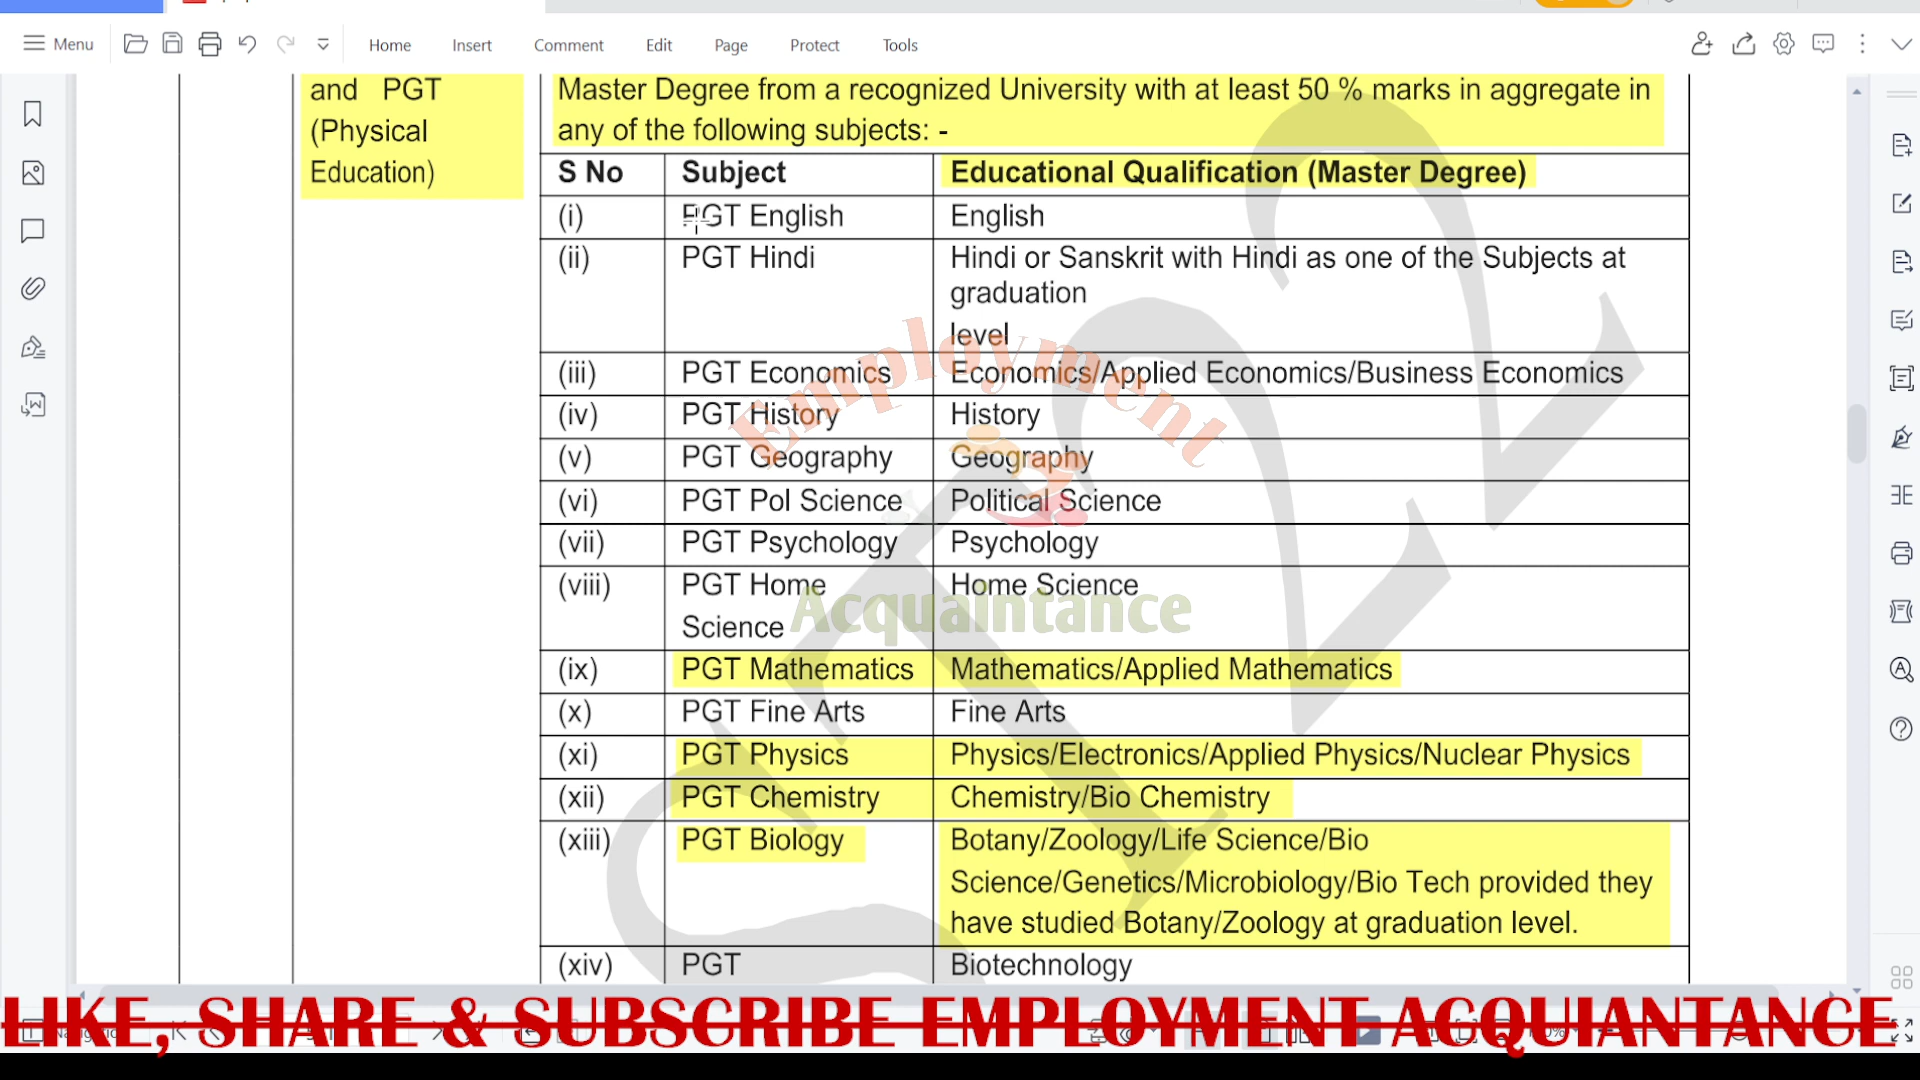 Menu
Home
Insert
Comment
Edit
Page
Protect
Tools
and PGT
(Physical
Education)
Master Degree from a recognized University with at least 50 % marks in aggregate in
any of the following subjects: -
S No Subject Educational Qualification (Master Degree)
(i) PGT English English
(ii) PGT Hindi Hindi or Sanskrit with Hindi as one of the Subjects at
graduation
level
(iii) PGT Economics Economics/Applied Economics/Business Economics
(iv) PGT History History
(v) PGT Geography Geography
(vi) PGT Pol Science Political Science
(vii) PGT Psychology Psychology
(viii) PGT Home Home Science
Science
(ix) PGT Mathematics Mathematics/Applied Mathematics
(x) PGT Fine Arts Fine Arts
(xi) PGT Physics Physics/Electronics/Applied Physics/Nuclear Physics
(xii) PGT Chemistry Chemistry/Bio Chemistry
(xiii) PGT Biology Botany/Zoology/Life Science/Bio
Science/Genetics/Microbiology/Bio Tech provided they
have studied Botany/Zoology at graduation level.
(xiv) PGT Biotechnology
Employment
Acquaintance
LIKE, SHARE & SUBSCRIBE EMPLOYMENT ACQUIANTANCE